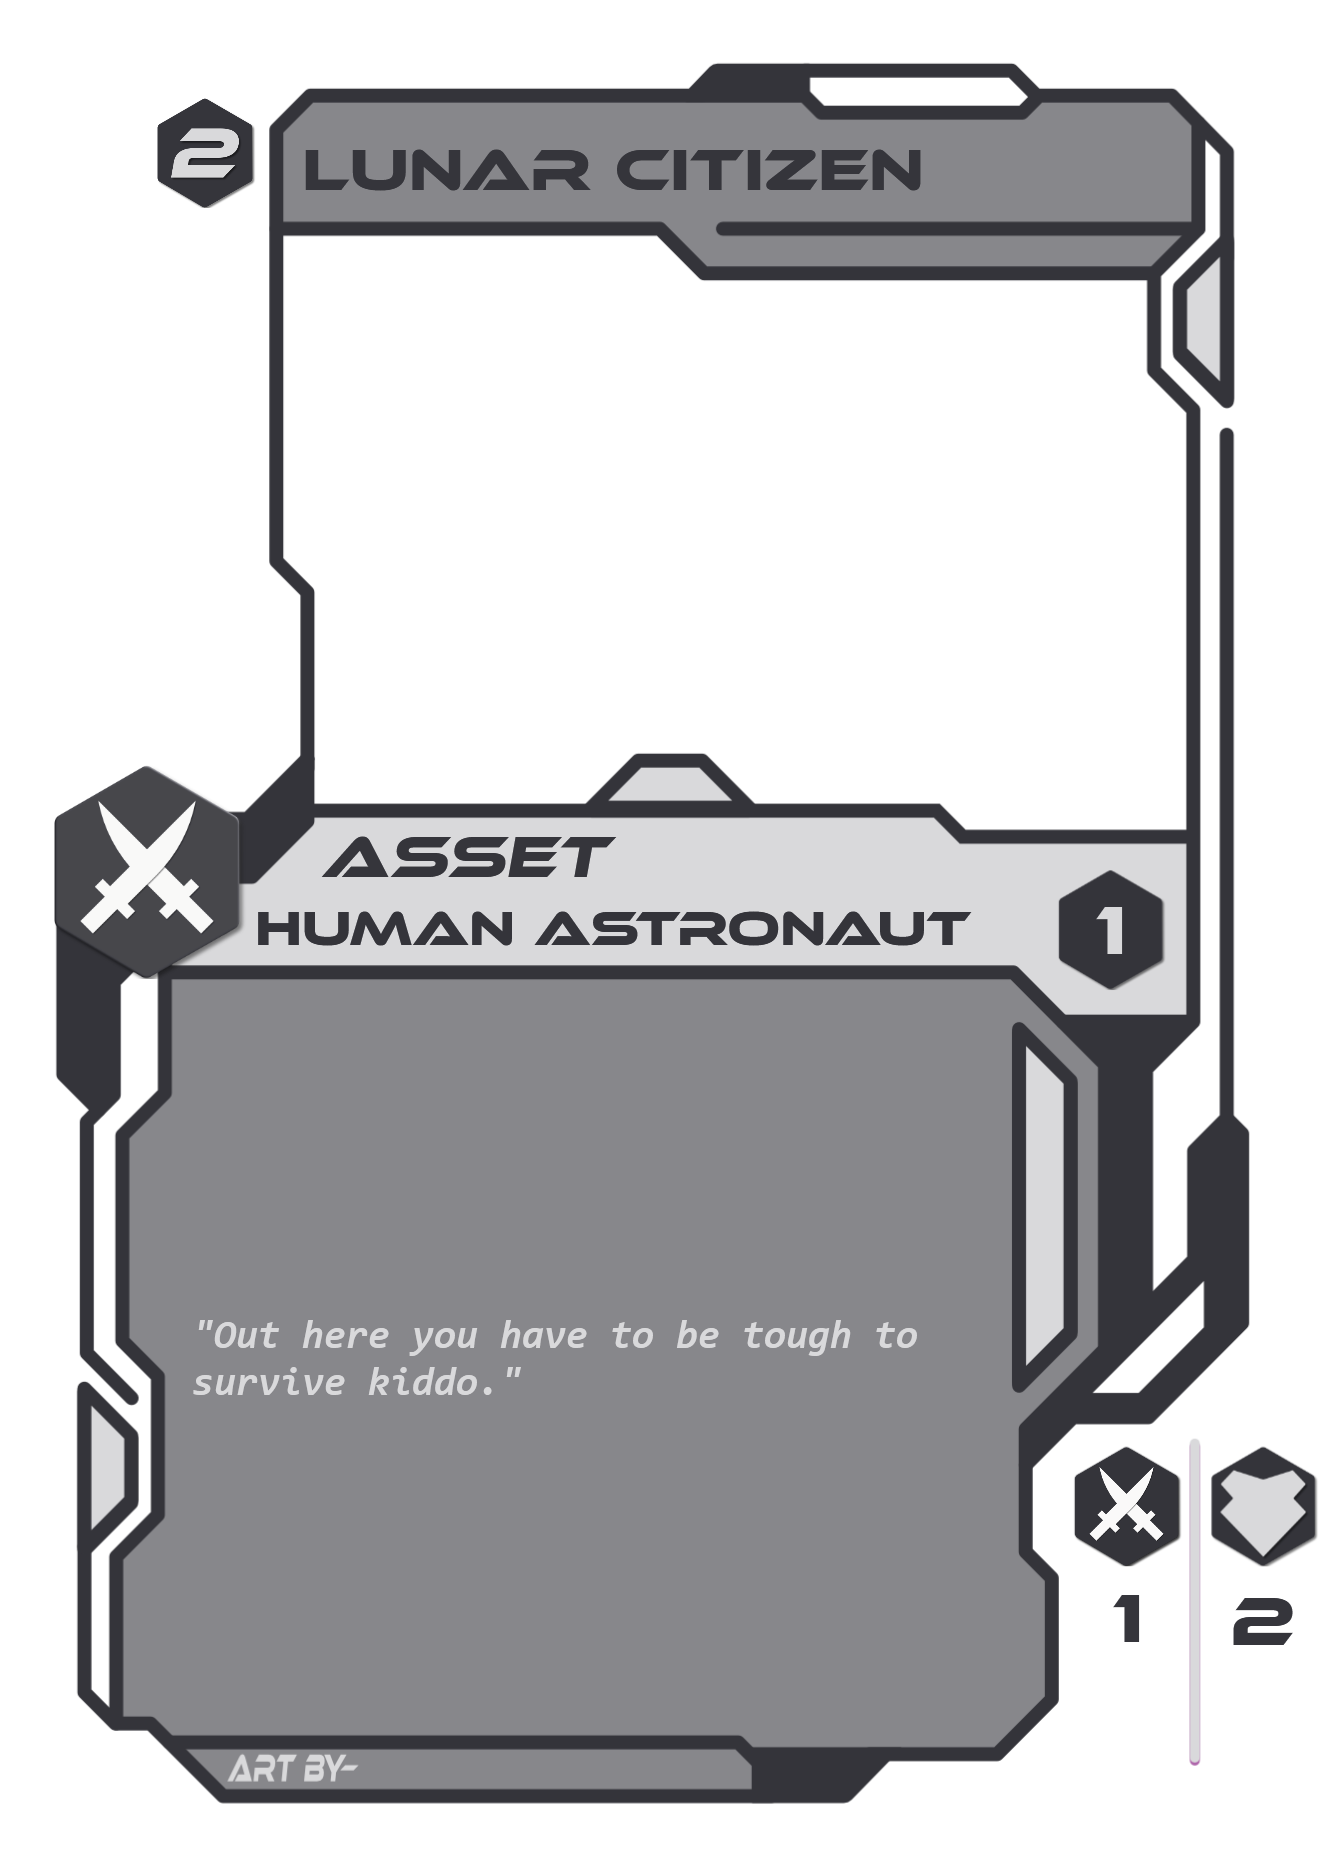 2
LUNAR CITIZEN
ASSET
HUMAN ASTRONAUT
1
"Out here you have to be tough to
survive kiddo."
1
2
ART BY-